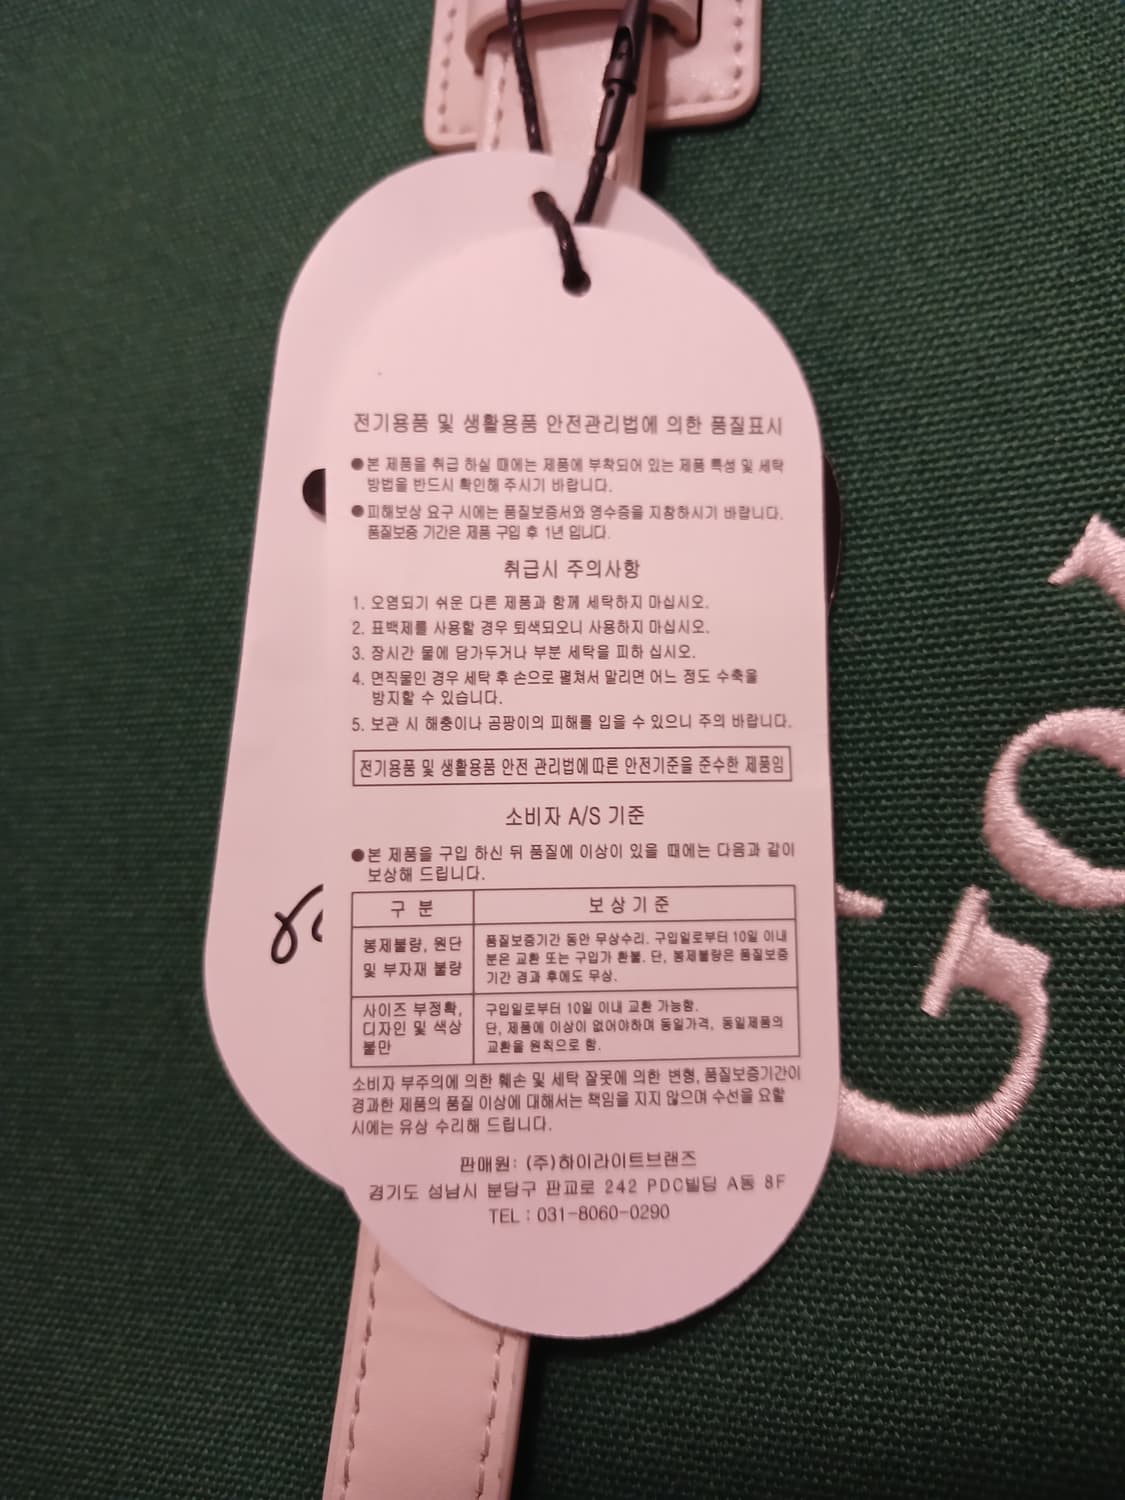 전기용품 및 생활용품 안전관리법에 의한 품질표시
●본 제품을 취급 하실 때에는 제품에 부착되어 있는 제품 특성 및 세탁
방법을 반드시 확인해 주시기 바랍니다.
●피해보상 요구 시에는 품질보증서와 영수증을 지참하시기 바랍니다.
품질보증 기간은 제품 구입 후 1년 입니다.
취급시 주의사항
1. 오염되기 쉬운 다른 제품과 함께 세탁하지 마십시오.
2. 표백제를 사용할 경우 퇴색되오니 사용하지 마십시오.
3. 장시간 물에 담가두거나 부분 세탁을 피하 십시오.
4. 면직물인 경우 세탁 후 손으로 펼쳐서 말리면 어느 정도 수축을
방지할 수 있습니다.
5. 보관 시 해충이나 곰팡이의 피해를 입을 수 있으니 주의 바랍니다.
전기용품 및 생활용품 안전 관리법에 따른 안전기준을 준수한 제품임
소비자 A/S 기준
●본 제품을 구입 하신 뒤 품질에 이상이 있을 때에는 다음과 같이
보상해 드립니다.
구 분
보 상 기 준
봉제불량, 원단
및 부자재 불량
품질보증기간 동안 무상수리. 구입일로부터 10일 이내
분은 교환 또는 구입가 환불. 단, 봉제불량은 품질보증
기간 경과 후에도 무상.
사이즈 부정확,
디자인 및 색상
불만
구입일로부터 10일 이내 교환 가능함.
단, 제품에 이상이 없어야하며 동일가격, 동일제품의
교환을 원칙으로 함.
소비자 부주의에 의한 훼손 및 세탁 잘못에 의한 변형, 품질보증기간이
경과한 제품의 품질 이상에 대해서는 책임을 지지 않으며 수선을 요할
시에는 유상 수리해 드립니다.
판매원: (주)하이라이트브랜즈
경기도 성남시 분당구 판교로 242 PDC빌딩 A동 8F
TEL : 031-8060-0290